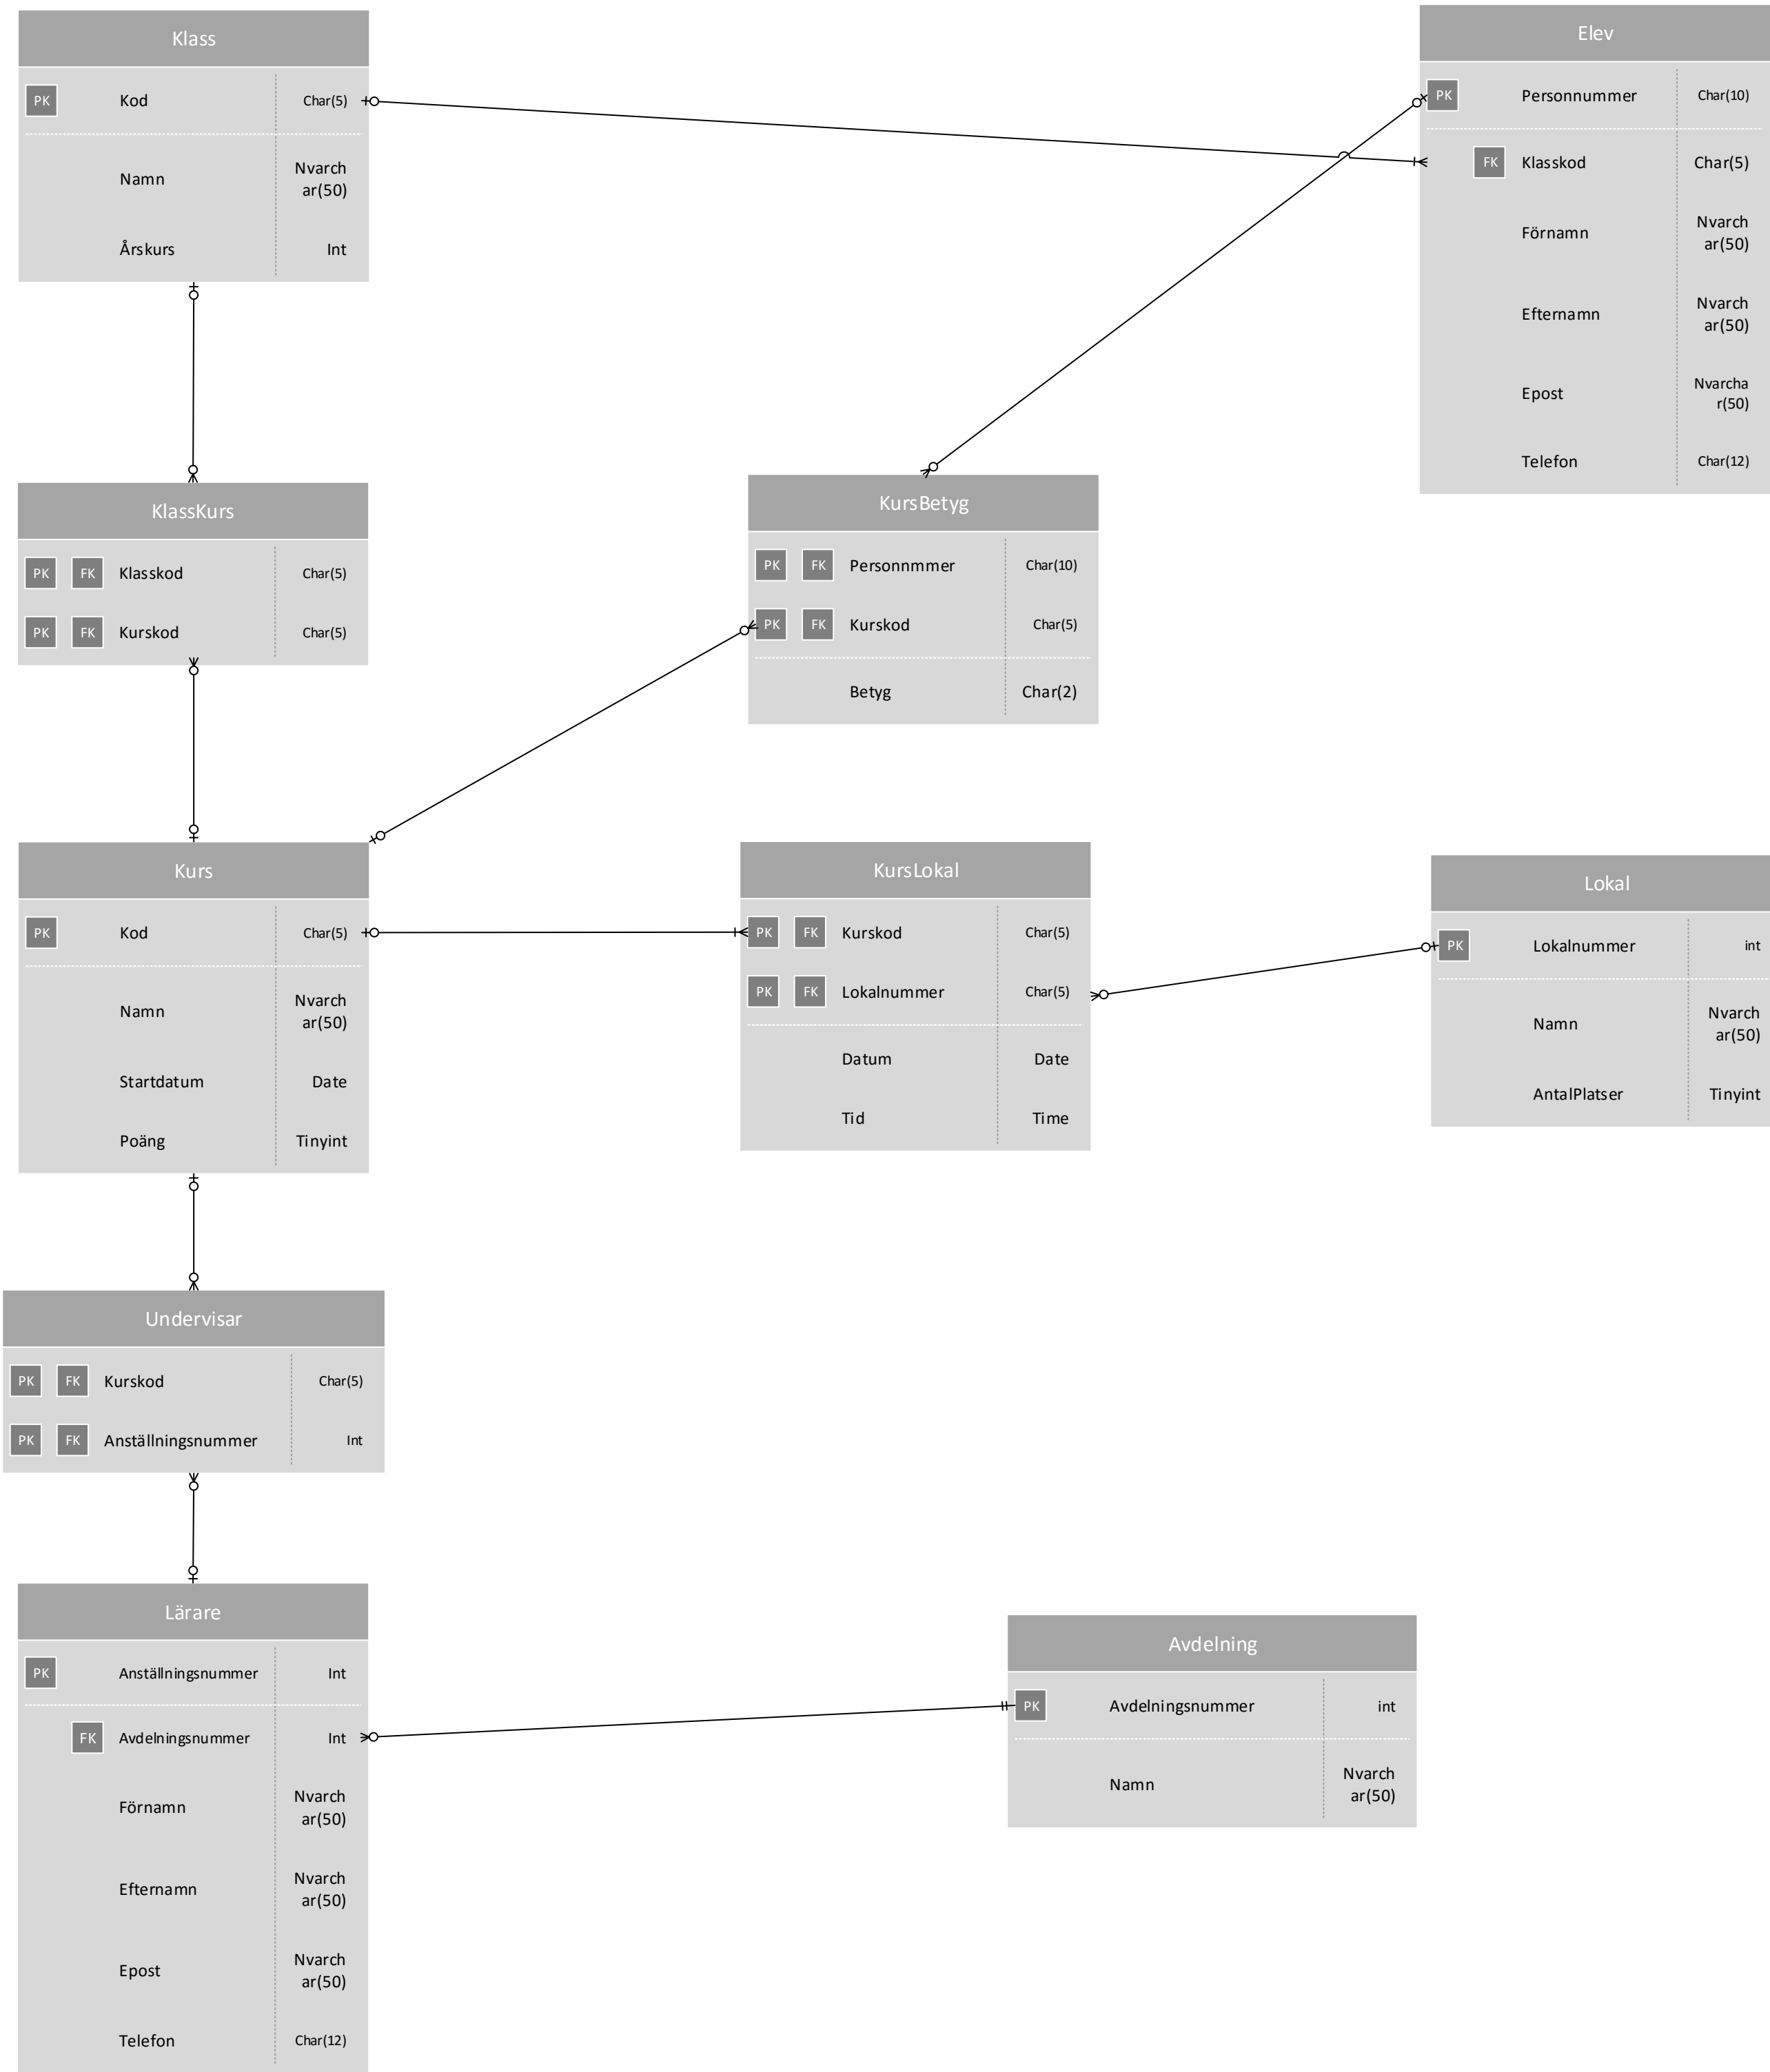 Klass
PK Kod Char(5)
Namn Nvarch
ar(50)
Årskurs Int
Elev
PK Personnummer Char(10)
FK Klasskod Char(5)
Förnamn Nvarch
ar(50)
Efternamn Nvarch
ar(50)
Epost Nvarcha
r(50)
Telefon Char(12)
KlassKurs
PK FK Klasskod Char(5)
PK FK Kurskod Char(5)
KursBetyg
PK FK Personnmmer Char(10)
PK FK Kurskod Char(5)
Betyg Char(2)
Kurs
PK Kod Char(5)
Namn Nvarch
ar(50)
Startdatum Date
Poäng Tinyint
KursLokal
PK FK Kurskod Char(5)
PK FK Lokalnummer Char(5)
Datum Date
Tid Time
Lokal
PK Lokalnummer int
Namn Nvarch
ar(50)
AntalPlatser Tinyint
Undervisar
PK FK Kurskod Char(5)
PK FK Anställningsnummer Int
Lärare
PK Anställningsnummer Int
FK Avdelningsnummer Int
Förnamn Nvarch
ar(50)
Efternamn Nvarch
ar(50)
Epost Nvarch
ar(50)
Telefon Char(12)
Avdelning
PK Avdelningsnummer int
Namn Nvarch
ar(50)